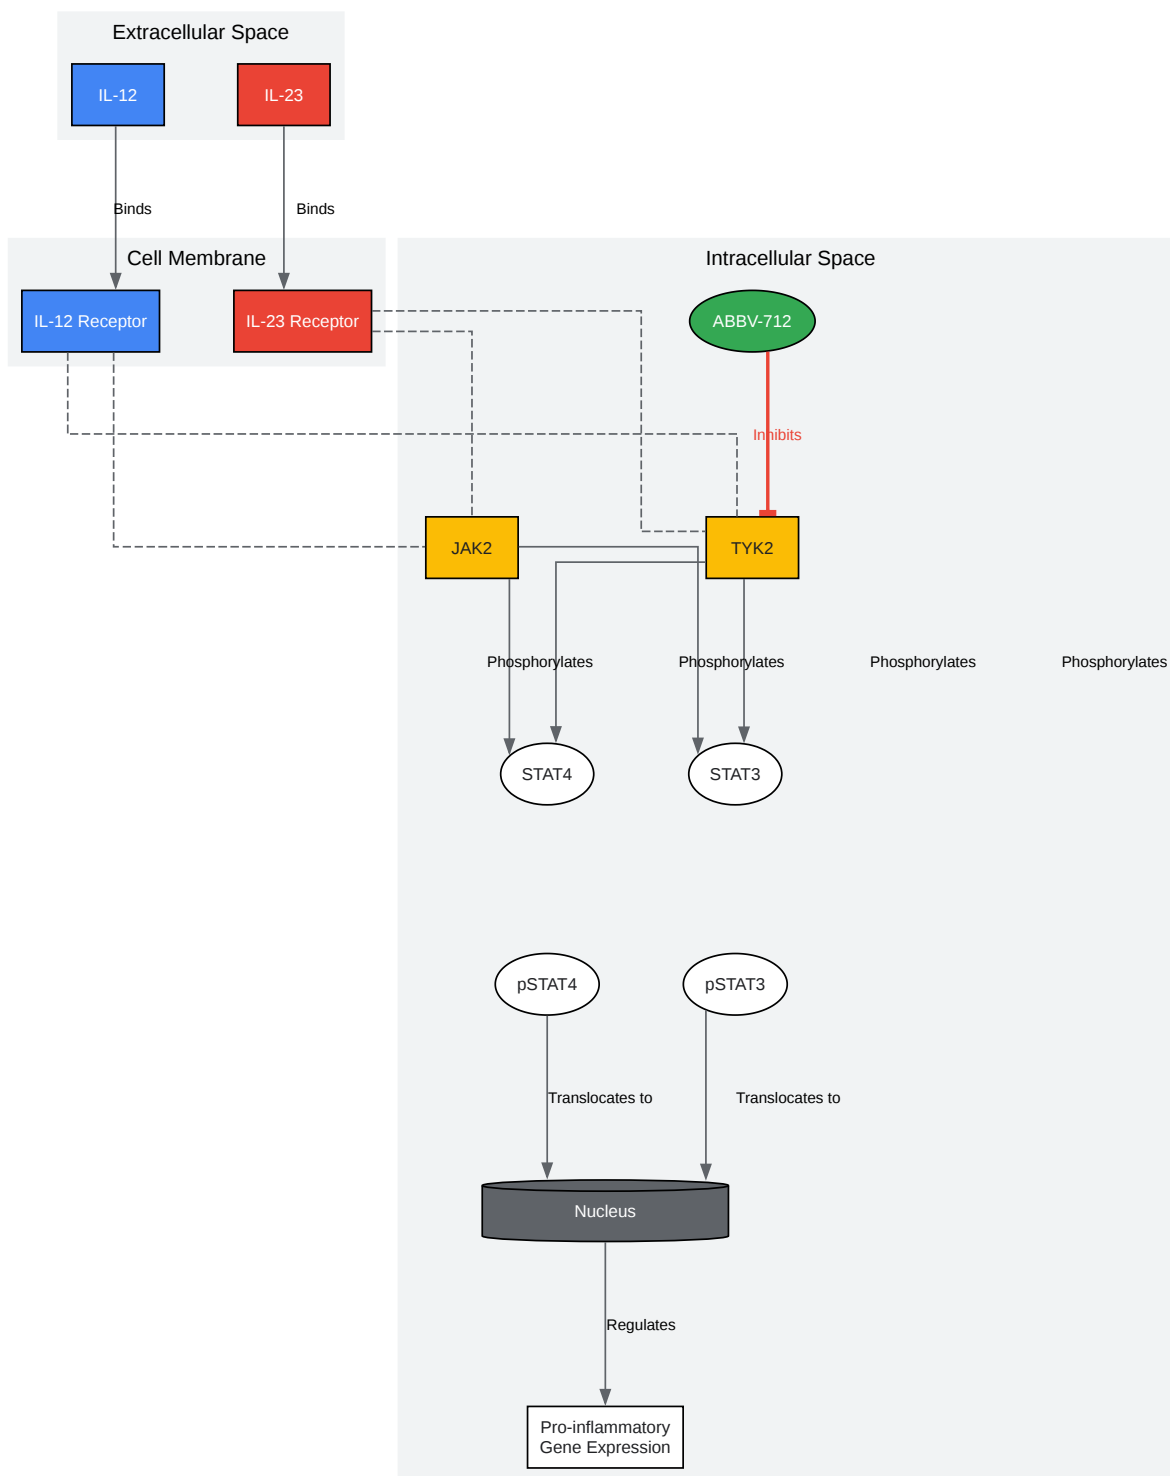 Extracellular Space
IL-12
IL-23
Binds
Binds
Cell Membrane
Intracellular Space
IL-12 Receptor
IL-23 Receptor
ABBV-712
Inhibits
JAK2
TYK2
Phosphorylates
Phosphorylates
Phosphorylates
Phosphorylates
STAT4
STAT3
pSTAT4
pSTAT3
Translocates to
Translocates to
Nucleus
Regulates
Pro-inflammatory
Gene Expression